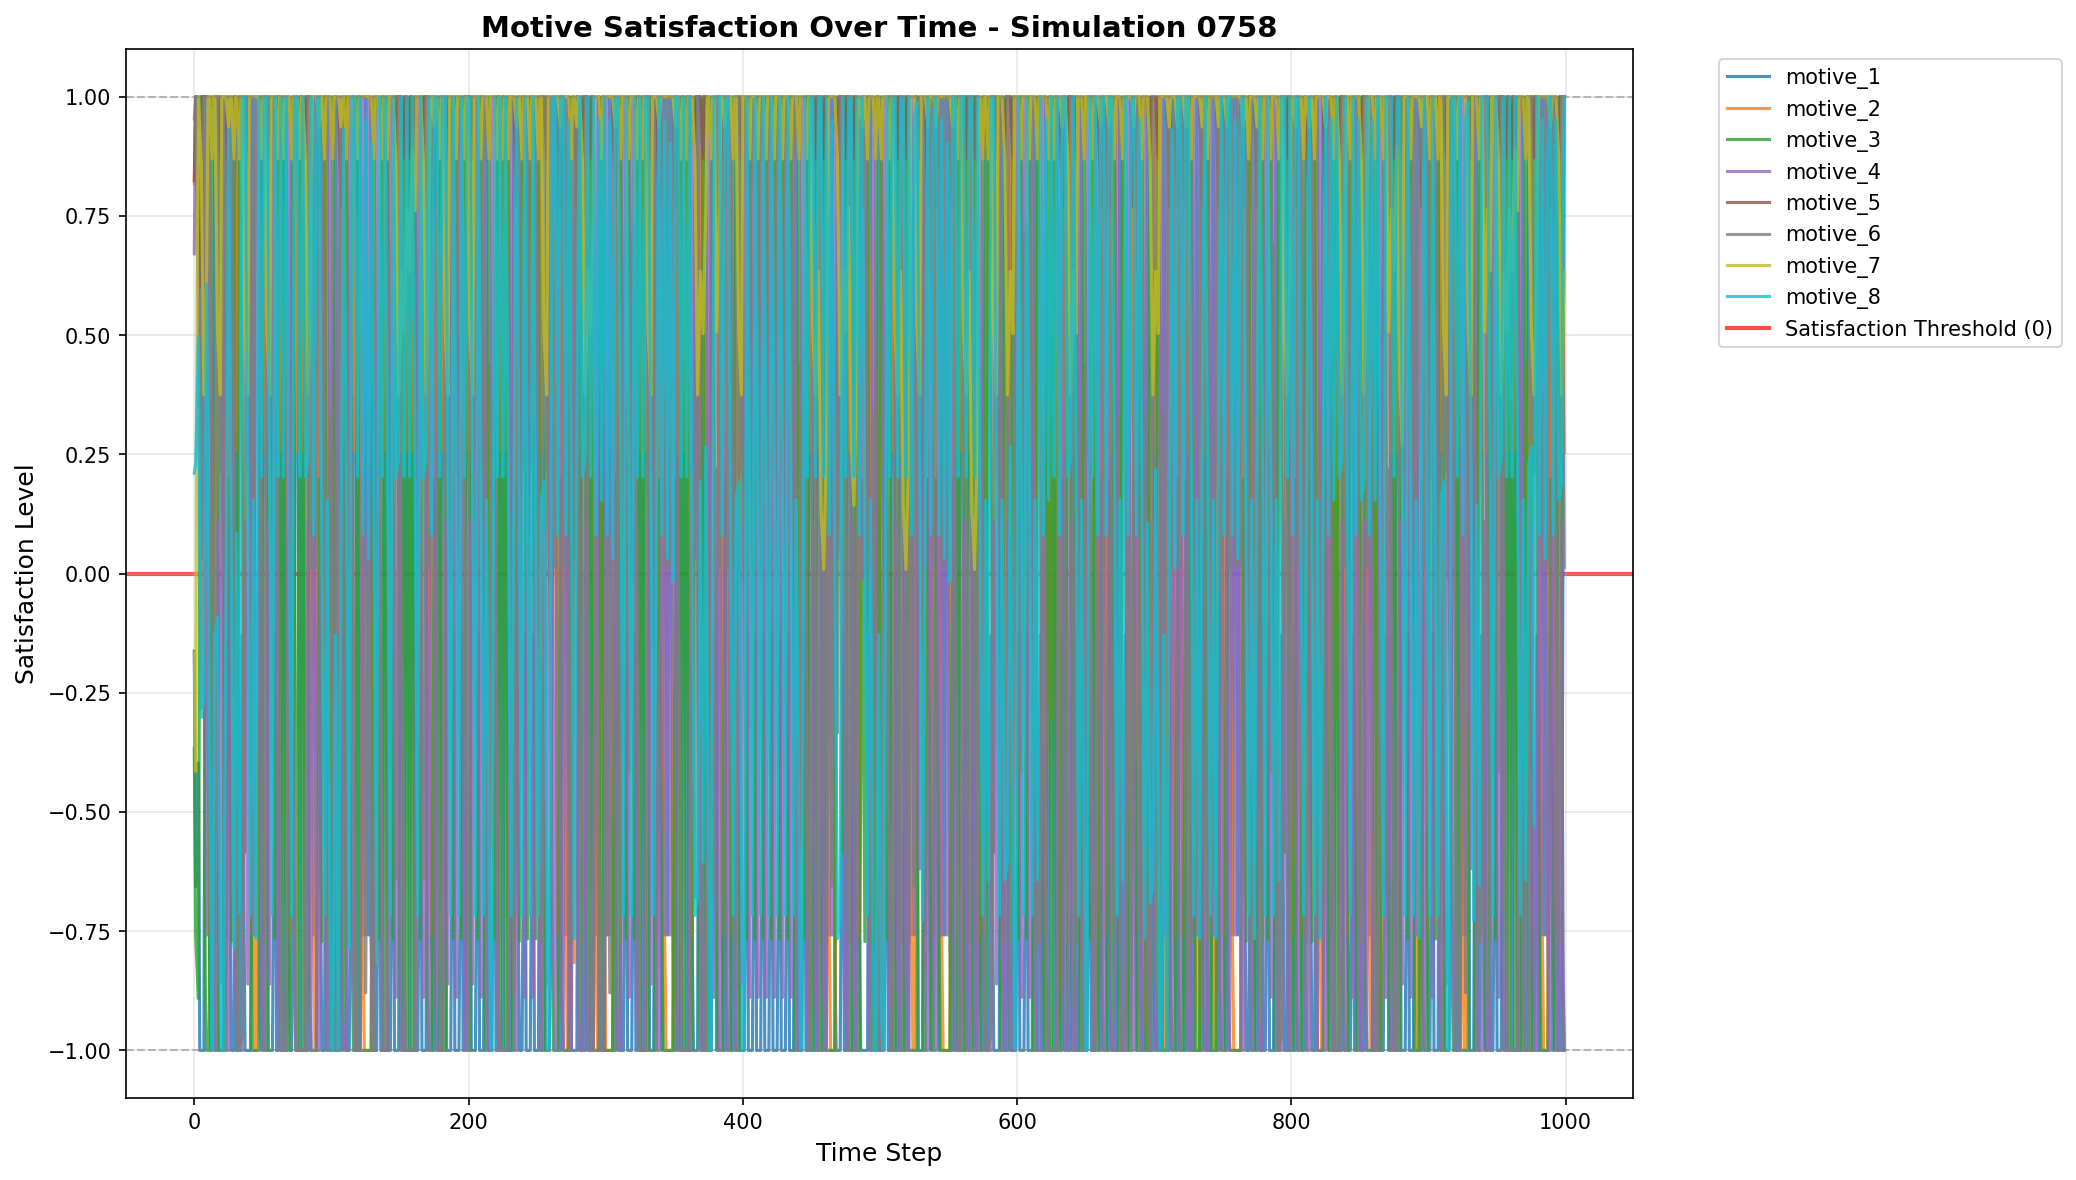 Motive Satisfaction Over Time - Simulation 0758
Satisfaction Level
1.00
0.75
0.50
0.25
0.00
−0.25
−0.50
−0.75
−1.00
0
200
400
600
800
1000
Time Step
motive_1
motive_2
motive_3
motive_4
motive_5
motive_6
motive_7
motive_8
Satisfaction Threshold (0)